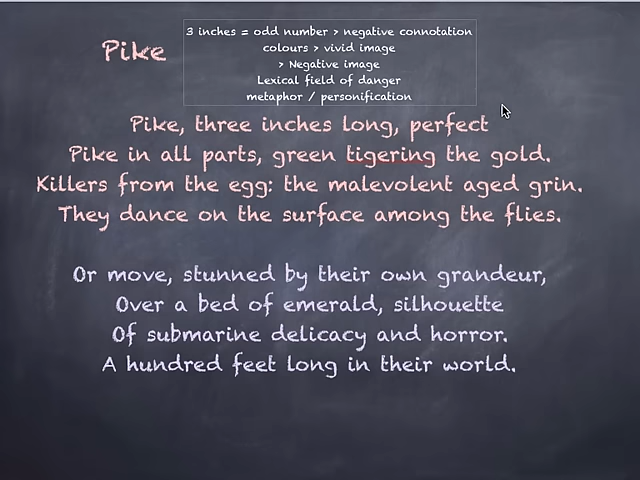 Pike
3 inches = odd number > negative connotation
colours > vivid image
> Negative image
Lexical field of danger
metaphor / personification
Pike, three inches long, perfect
Pike in all parts, green tigering the gold.
Killers from the egg: the malevolent aged grin.
They dance on the surface among the flies.
Or move, stunned by their own grandeur,
Over a bed of emerald, silhouette
Of submarine delicacy and horror.
A hundred feet long in their world.